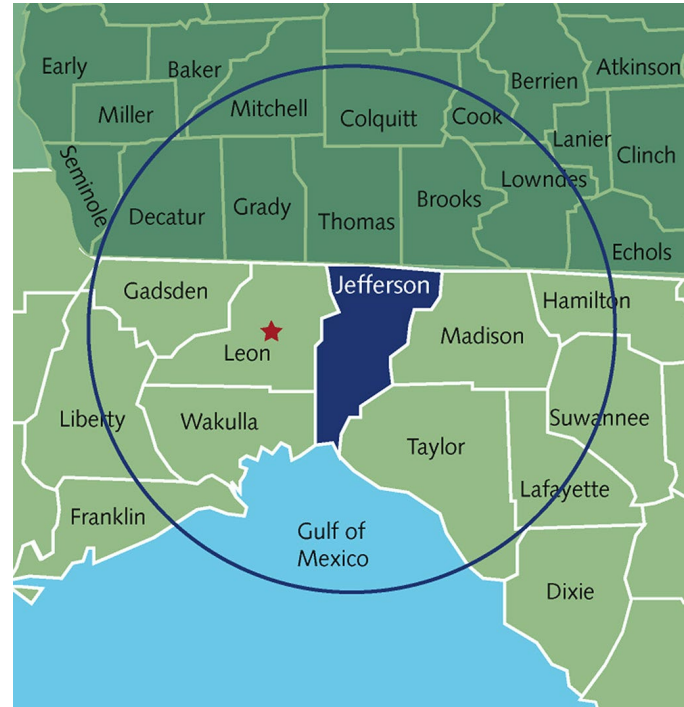 Early
Baker
Berrien
Atkinson
Miller
Mitchell
Colquitt
Cook
Lanier
Clinch
Seminole
Decatur
Grady
Thomas
Brooks
Lowndes
Echols
Gadsden
Jefferson
Hamilton
Leon
Madison
Liberty
Wakulla
Taylor
Suwannee
Franklin
Lafayette
Gulf of
Mexico
Dixie